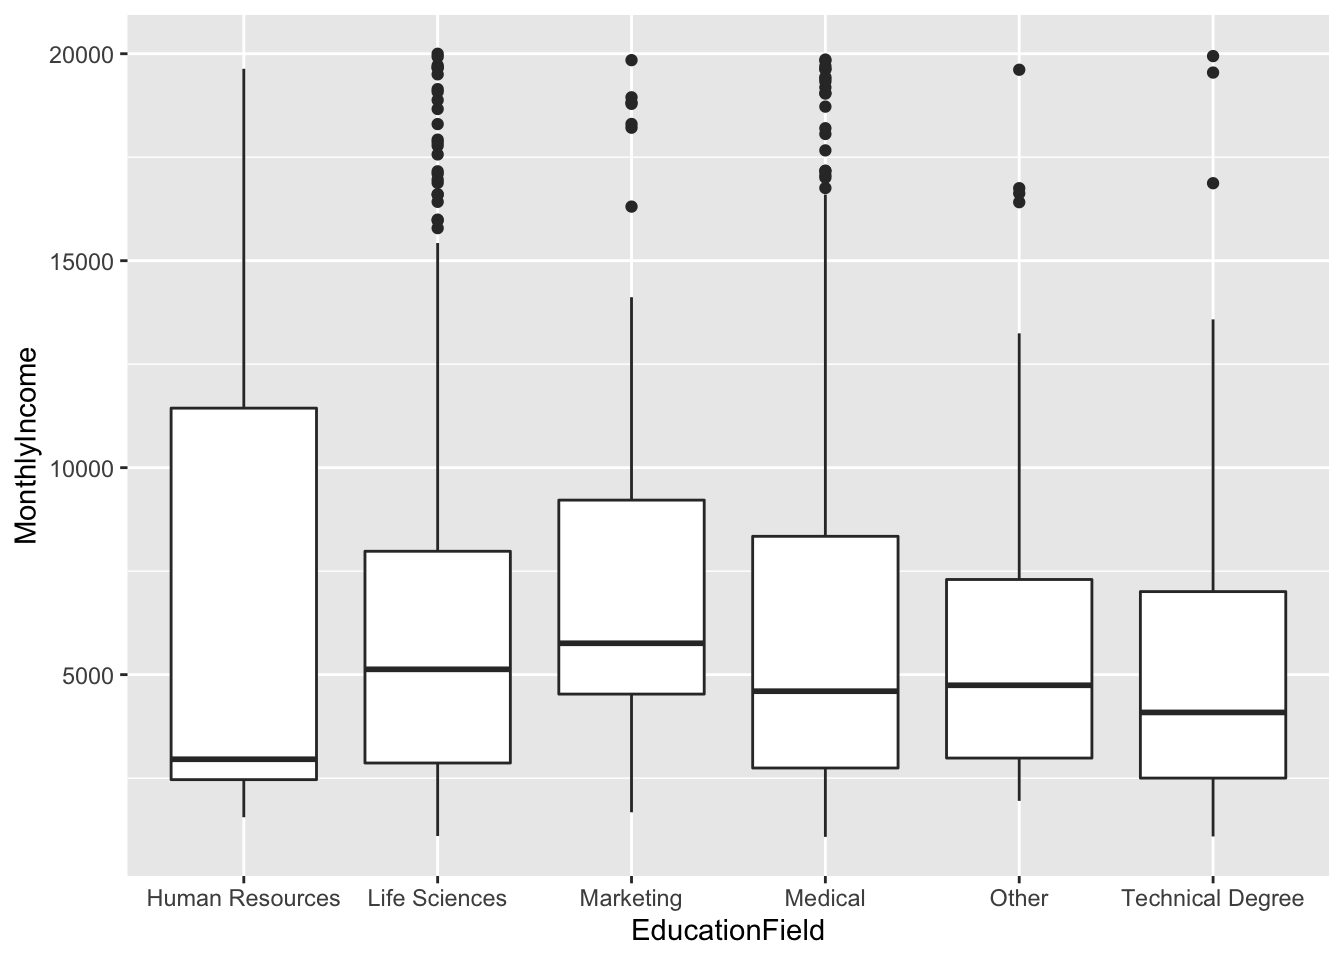 MonthlyIncome
20000
15000
10000
5000
Human Resources
Life Sciences
Marketing
Medical
Other
Technical Degree
EducationField